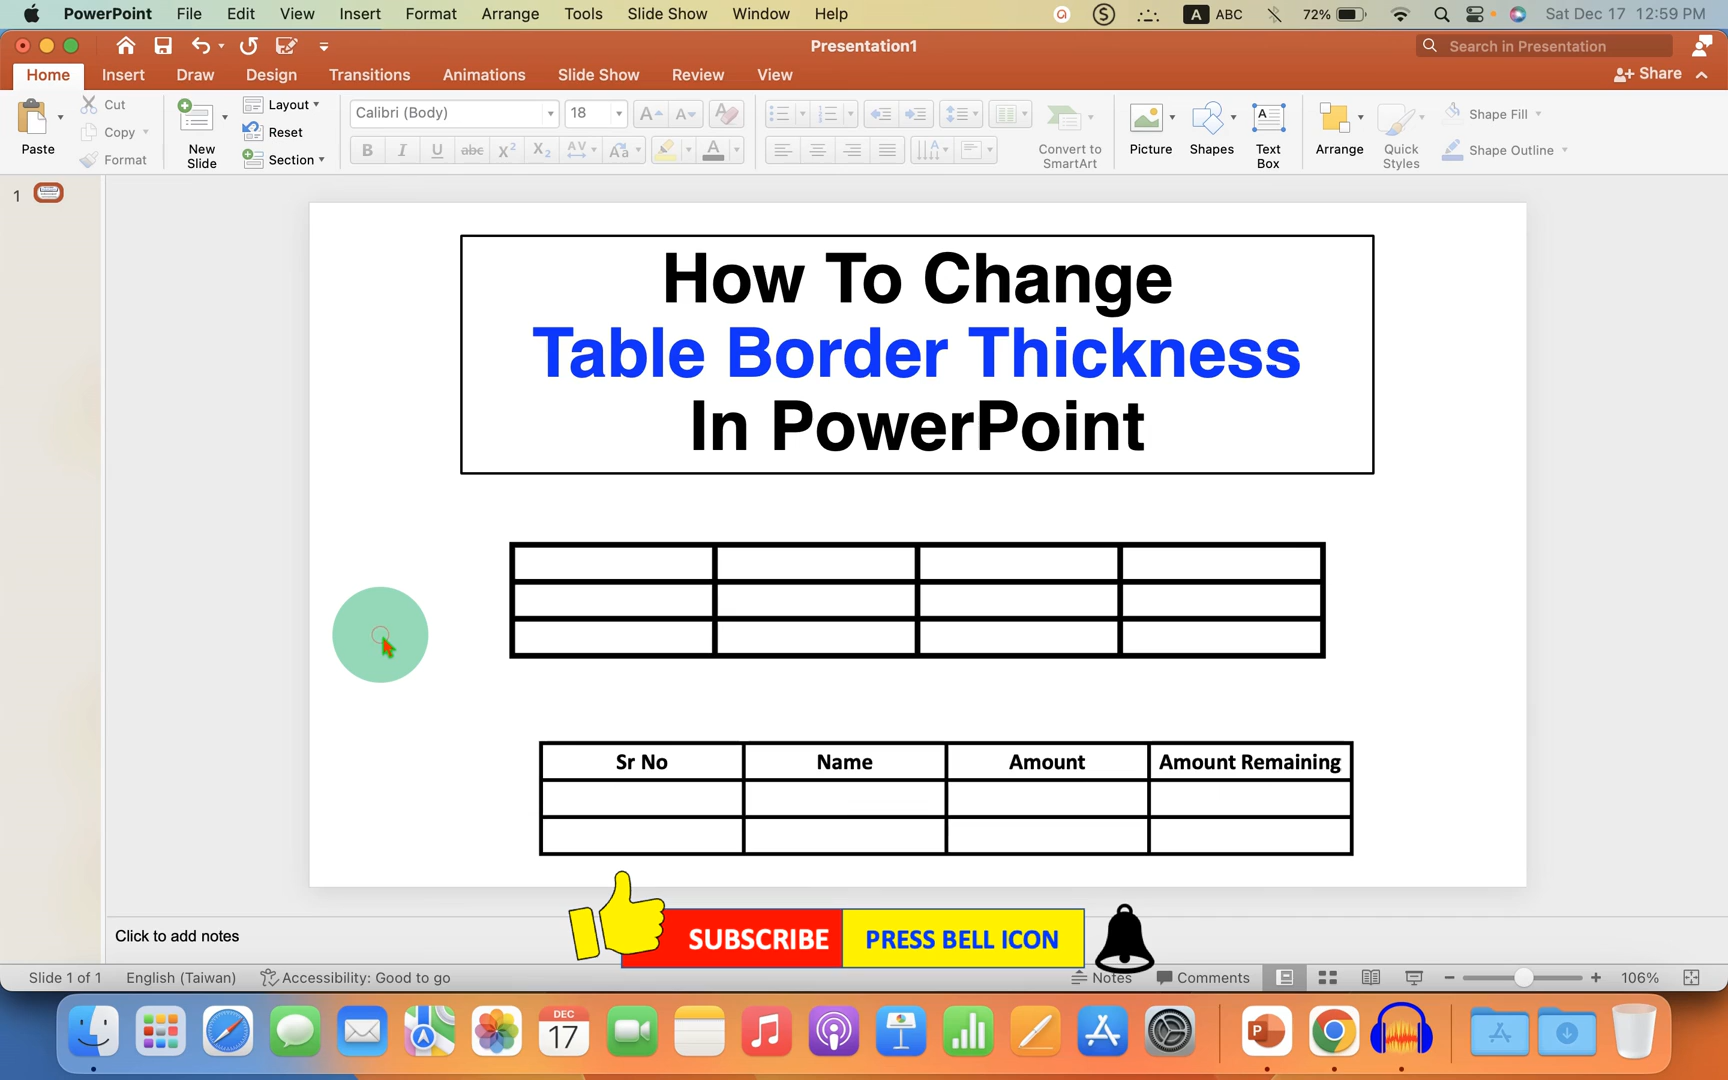 PowerPoint File Edit View Insert Format Arrange Tools Slide Show Window Help A ABC 72% Sat Dec 17 12:59 PM
Presentation1
Search in Presentation
Home Insert Draw Design Transitions Animations Slide Show Review View
Share
Paste
Cut
Copy
Format
New Slide
Layout
Reset
Section
Calibri (Body) 18
Convert to SmartArt
Picture
Shapes
Text Box
Arrange
Quick Styles
Shape Fill
Shape Outline
1
How To Change
Table Border Thickness
In PowerPoint
Sr No Name Amount Amount Remaining
SUBSCRIBE PRESS BELL ICON
Click to add notes
Slide 1 of 1 English (Taiwan) Accessibility: Good to go Notes Comments 106%
DEC
17